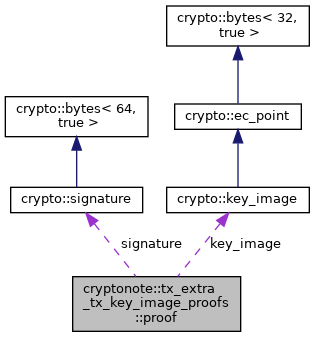 crypto::bytes< 32,
true >
crypto::bytes< 64,
true >
crypto::ec_point
crypto::signature
crypto::key_image
signature
key_image
cryptonote::tx_extra
_tx_key_image_proofs
::proof